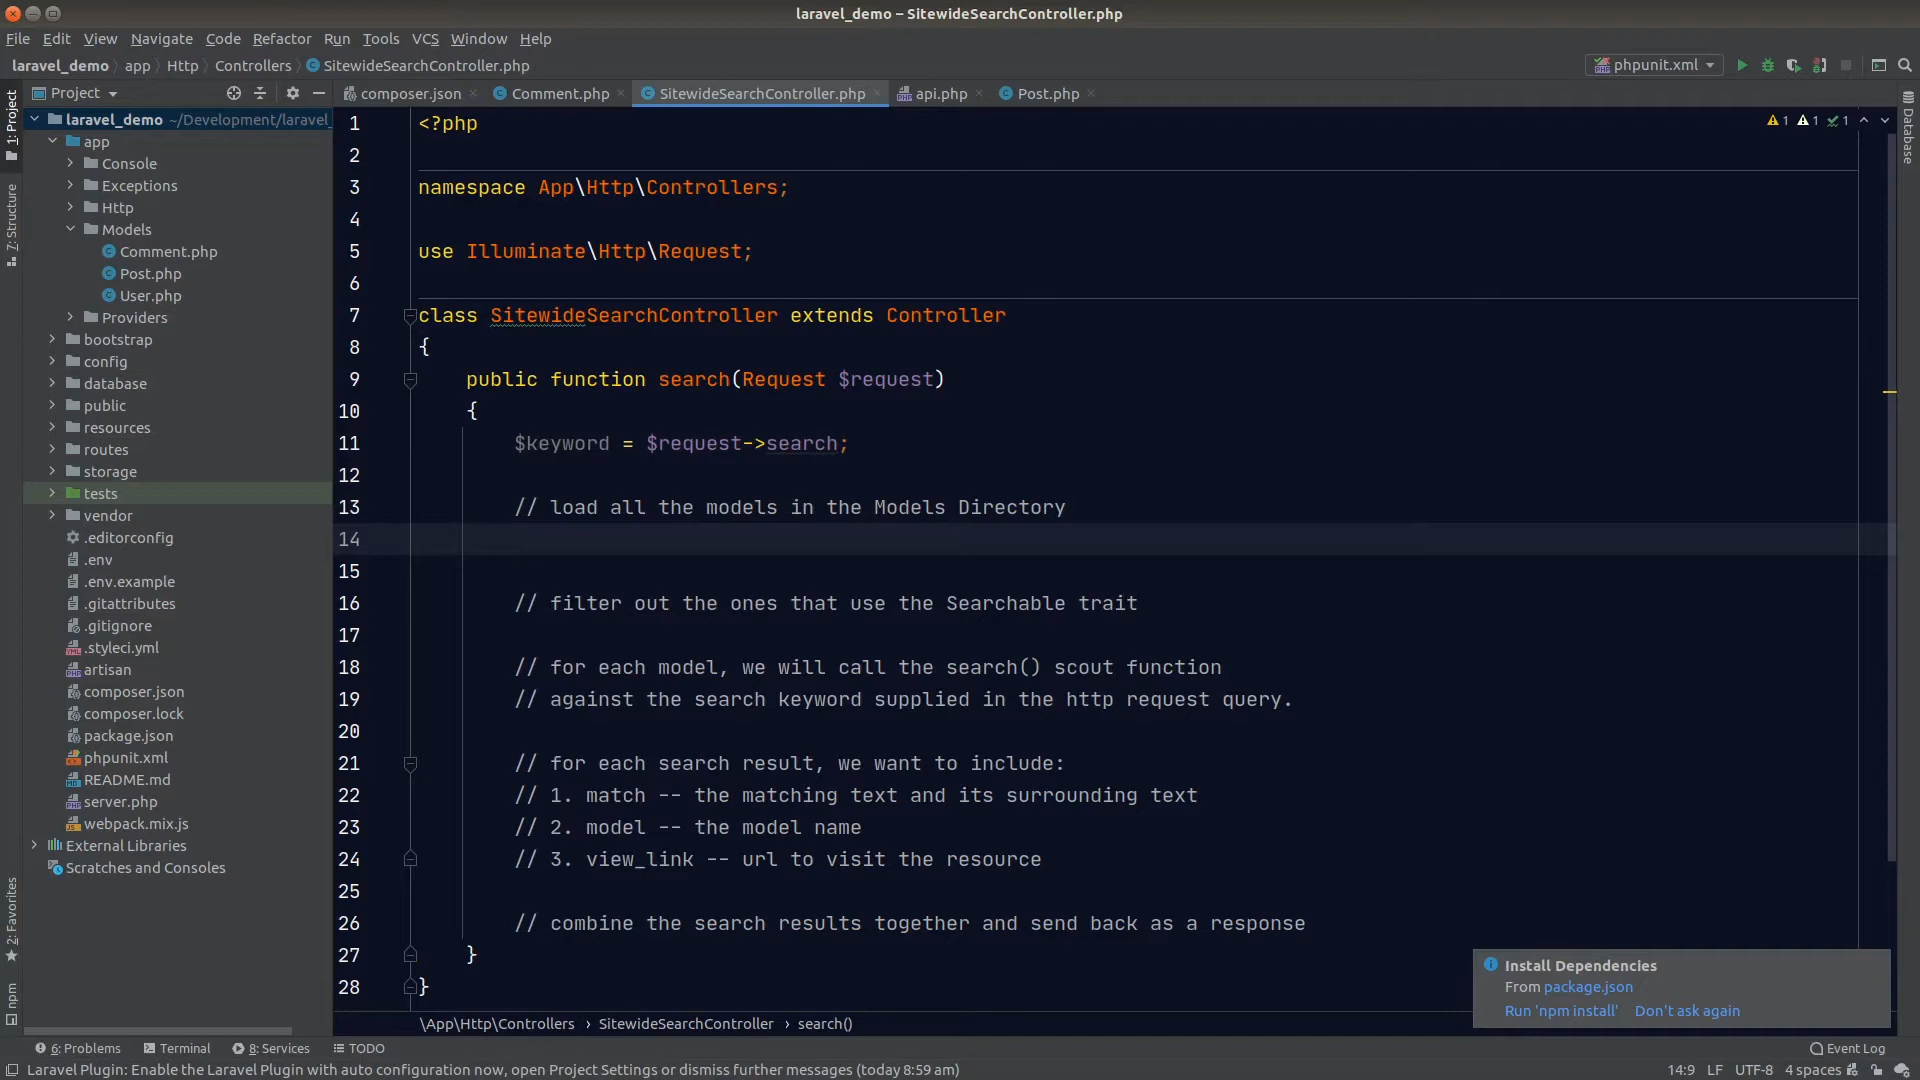 laravel_demo – SitewideSearchController.php
File Edit View Navigate Code Refactor Run Tools VCS Window Help
laravel_demo app Http Controllers SitewideSearchController.php phpunit.xml
Project composer.json Comment.php SitewideSearchController.php api.php Post.php
laravel_demo ~/Development/laravel_
app
Console
Exceptions
Http
Models
Comment.php
Post.php
User.php
Providers
bootstrap
config
database
public
resources
routes
storage
tests
vendor
.editorconfig
.env
.env.example
.gitattributes
.gitignore
.styleci.yml
artisan
composer.json
composer.lock
package.json
phpunit.xml
README.md
server.php
webpack.mix.js
External Libraries
Scratches and Consoles
1: Project
7: Structure
2: Favorites
npm
1 <?php
2
3 namespace App\Http\Controllers;
4
5 use Illuminate\Http\Request;
6
7 class SitewideSearchController extends Controller
8 {
9 public function search(Request $request)
10 {
11 $keyword = $request->search;
12
13 // load all the models in the Models Directory
14
15
16 // filter out the ones that use the Searchable trait
17
18 // for each model, we will call the search() scout function
19 // against the search keyword supplied in the http request query.
20
21 // for each search result, we want to include:
22 // 1. match -- the matching text and its surrounding text
23 // 2. model -- the model name
24 // 3. view_link -- url to visit the resource
25
26 // combine the search results together and send back as a response
27 }
28 }
1 1 1
Database
Install Dependencies
From package.json
Run 'npm install' Don't ask again
\App\Http\Controllers › SitewideSearchController › search()
6: Problems Terminal 8: Services TODO Event Log
Laravel Plugin: Enable the Laravel Plugin with auto configuration now, open Project Settings or dismiss further messages (today 8:59 am) 14:9 LF UTF-8 4 spaces